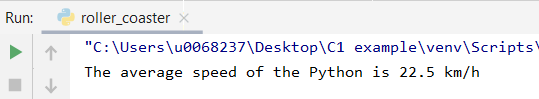 Run: roller_coaster
"C:\Users\u0068237\Desktop\C1 example\venv\Scripts\
The average speed of the Python is 22.5 km/h